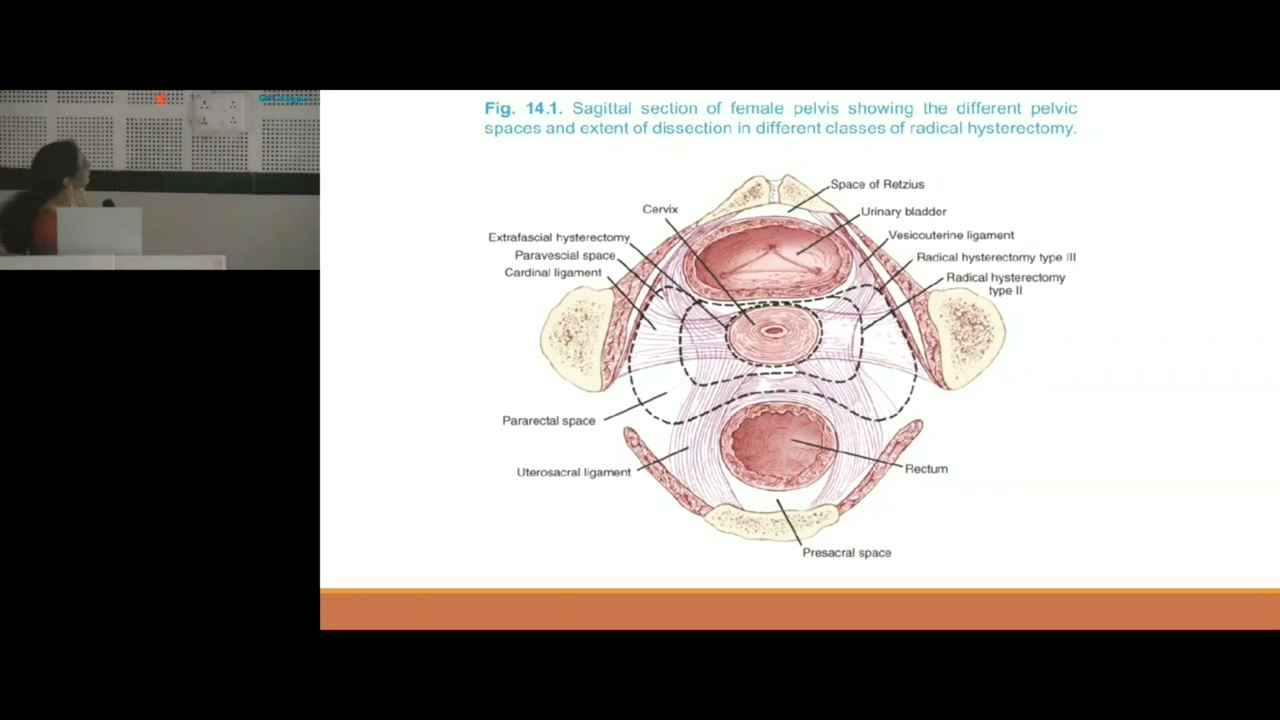 Fig. 14.1. Sagittal section of female pelvis showing the different pelvic
spaces and extent of dissection in different classes of radical hysterectomy.
Space of Retzius
Cervix
Urinary bladder
Extrafascial hysterectomy
Vesicouterine ligament
Paravescial space
Radical hysterectomy type III
Cardinal ligament
Radical hysterectomy
type II
Pararectal space
Uterosacral ligament
Rectum
Presacral space